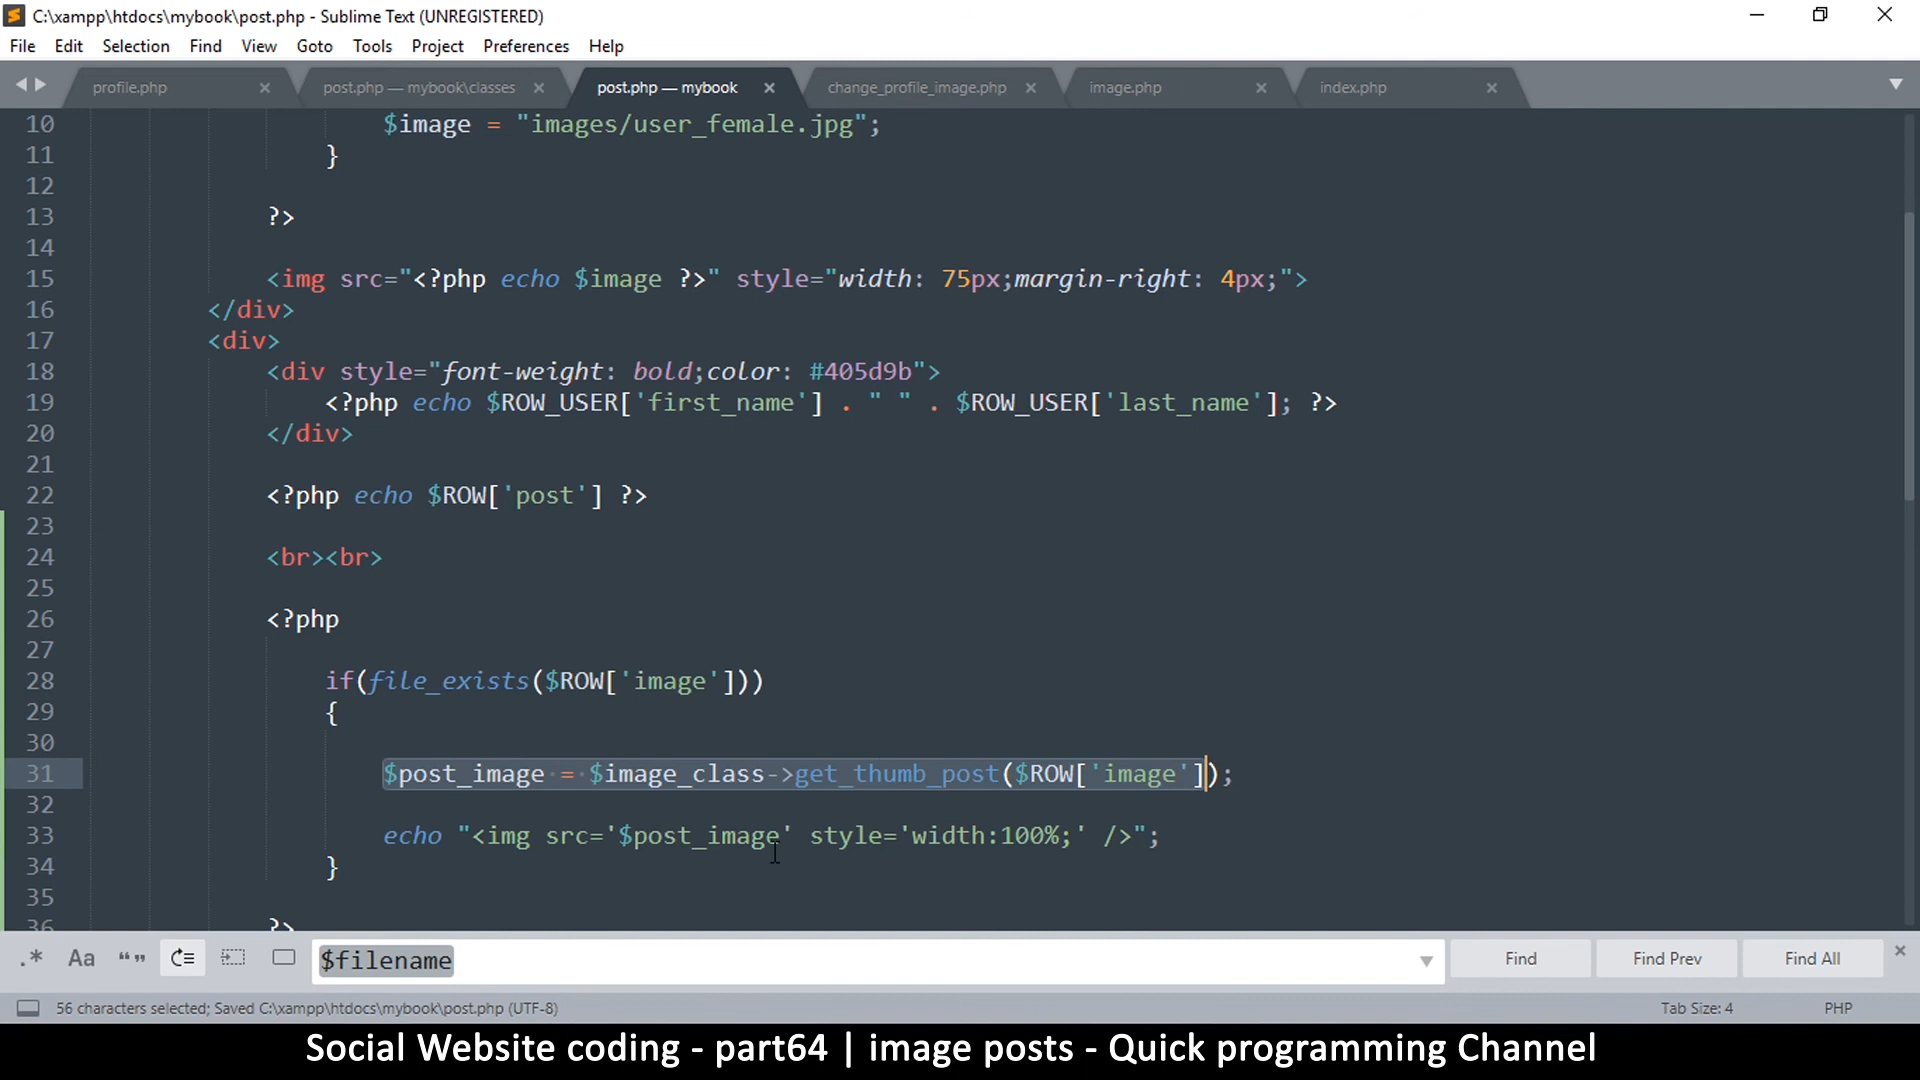 C:\xampp\htdocs\mybook\post.php - Sublime Text (UNREGISTERED)
File Edit Selection Find View Goto Tools Project Preferences Help
profile.php × post.php — mybook\classes × post.php — mybook × change_profile_image.php × image.php × index.php ×
10 $image = "images/user_female.jpg";
11 }
12
13 ?>
14
15 <img src="<?php echo $image ?>" style="width: 75px;margin-right: 4px;">
16 </div>
17 <div>
18 <div style="font-weight: bold;color: #405d9b">
19 <?php echo $ROW_USER['first_name'] . " " . $ROW_USER['last_name']; ?>
20 </div>
21
22 <?php echo $ROW['post'] ?>
23
24 <br><br>
25
26 <?php
27
28 if(file_exists($ROW['image']))
29 {
30
31 $post_image = $image_class->get_thumb_post($ROW['image']);
32
33 echo "<img src='$post_image' style='width:100%;' />";
34 }
35
36 ?>
.* Aa “” $filename Find Find Prev Find All ×
56 characters selected; Saved C:\xampp\htdocs\mybook\post.php (UTF-8) Tab Size: 4 PHP
Social Website coding - part64 | image posts - Quick programming Channel